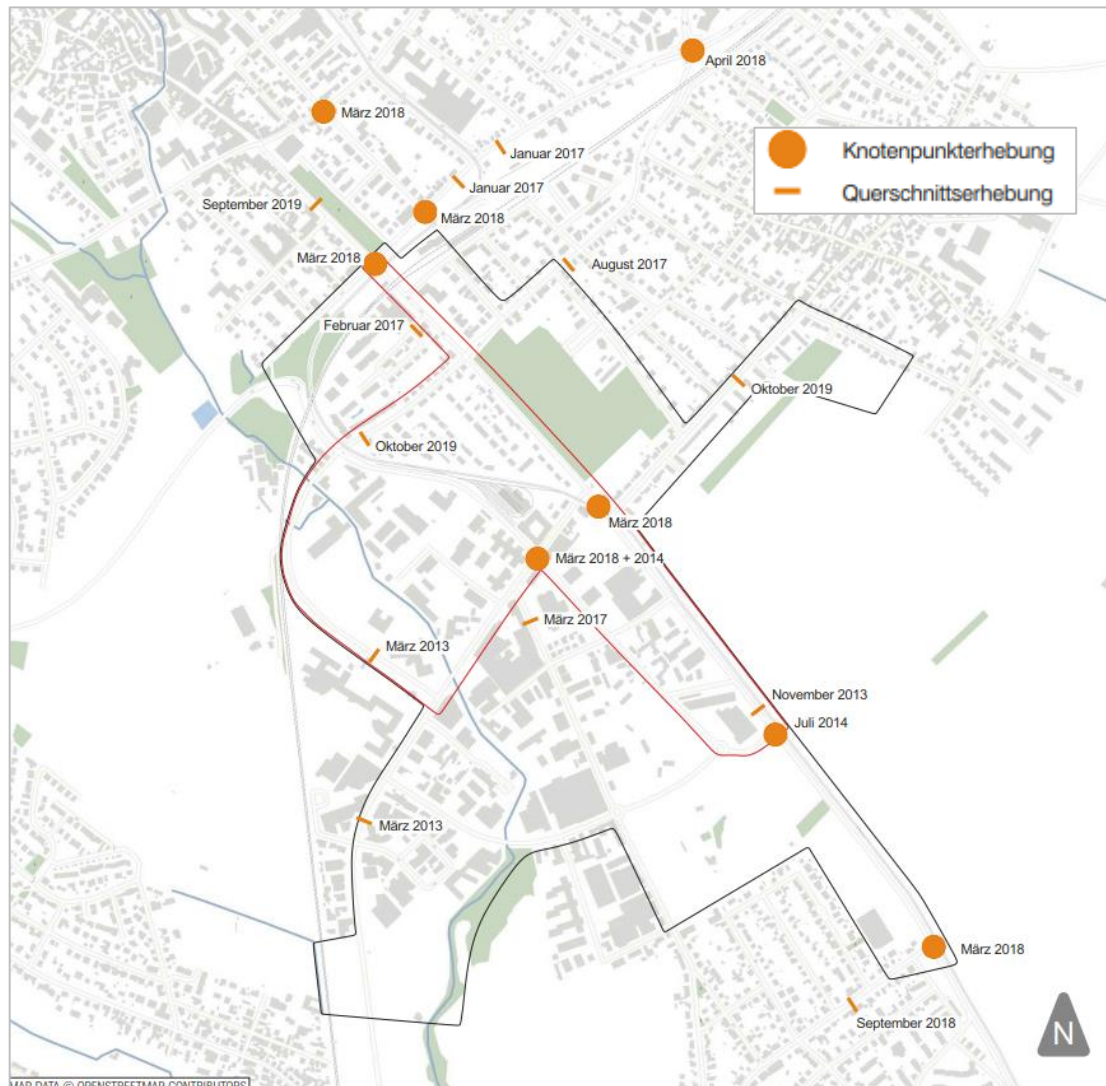 April 2018
März 2018
Januar 2017
Knotenpunkterhebung
Januar 2017
Querschnittserhebung
September 2019
März 2018
März 2018
August 2017
Februar 2017
Oktober 2019
Oktober 2019
März 2018
März 2018 + 2014
März 2017
März 2013
November 2013
Juli 2014
März 2013
März 2018
September 2018
N
MAP DATA © OPENSTREETMAP CONTRIBUTORS